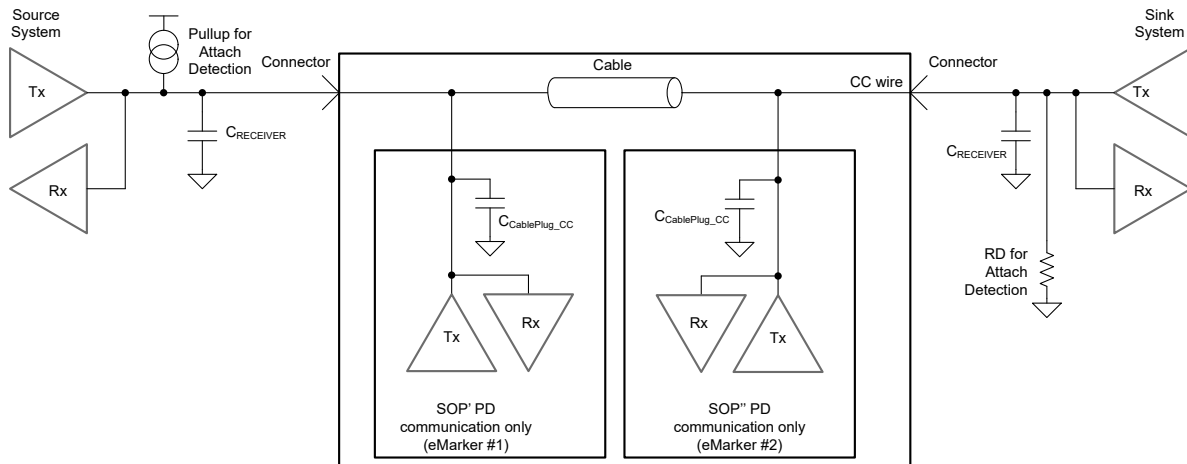 Source
System
Pullup for
Attach
Detection
Tx
Rx
CRECEIVER
Connector
Cable
CC wire
Connector
Sink
System
Tx
Rx
CRECEIVER
RD for
Attach
Detection
CCablePlug_CC
Tx
Rx
SOP' PD
communication only
(eMarker #1)
CCablePlug_CC
Rx
Tx
SOP'' PD
communication only
(eMarker #2)